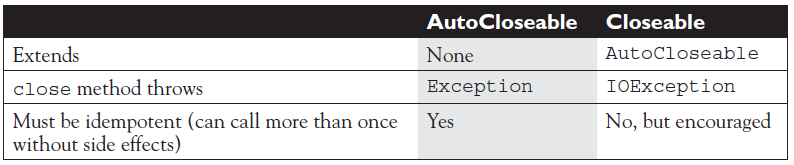 AutoCloseable Closeable
Extends None AutoCloseable
close method throws Exception IOException
Must be idempotent (can call more than once Yes No, but encouraged
without side effects)